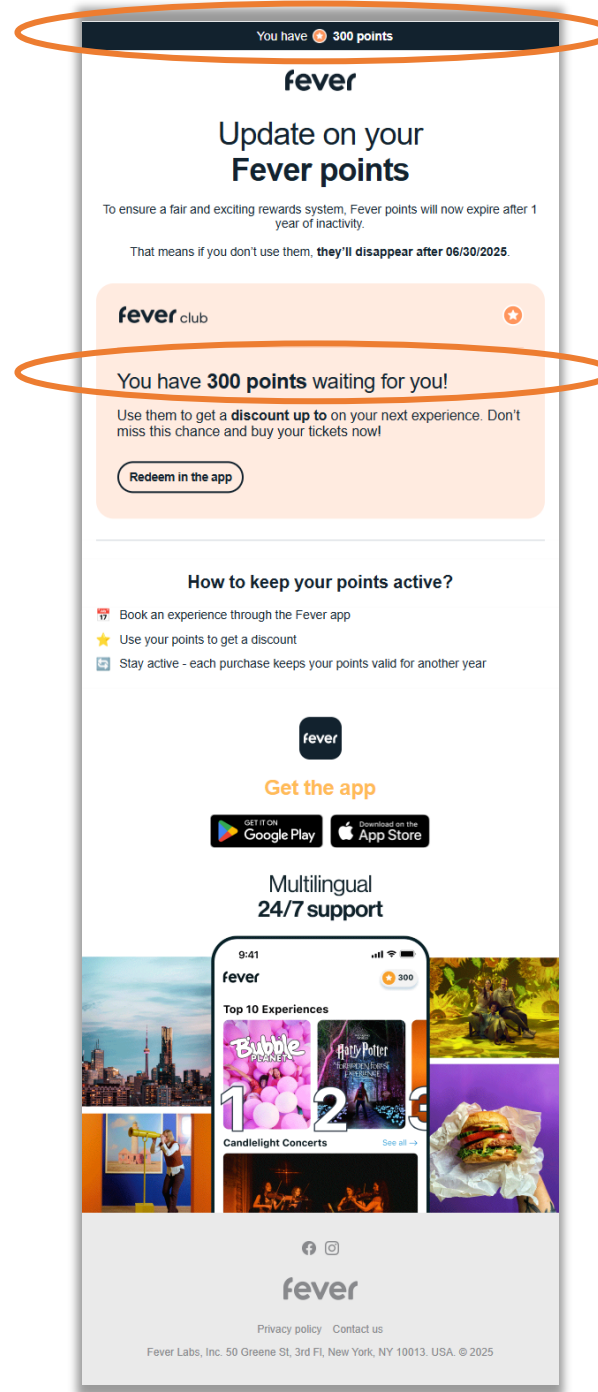 You have 300 points
fever
Update on your
Fever points
To ensure a fair and exciting rewards system, Fever points will now expire after 1
year of inactivity.
That means if you don't use them, they'll disappear after 06/30/2025.
fever club
You have 300 points waiting for you!
Use them to get a discount up to on your next experience. Don't
miss this chance and buy your tickets now!
Redeem in the app
How to keep your points active?
17
Book an experience through the Fever app
Use your points to get a discount
Stay active - each purchase keeps your points valid for another year
fever
Get the app
GET IT ON
Google Play
Download on the
App Store
Multilingual
24/7 support
9:41
fever
300
Top 10 Experiences
Bubble
PLANET
Harry Potter
FORBIDDEN FOREST
EXPERIENCE
1 2 3
Candlelight Concerts See all →
fever
Privacy policy Contact us
Fever Labs, Inc. 50 Greene St, 3rd Fl, New York, NY 10013. USA. © 2025